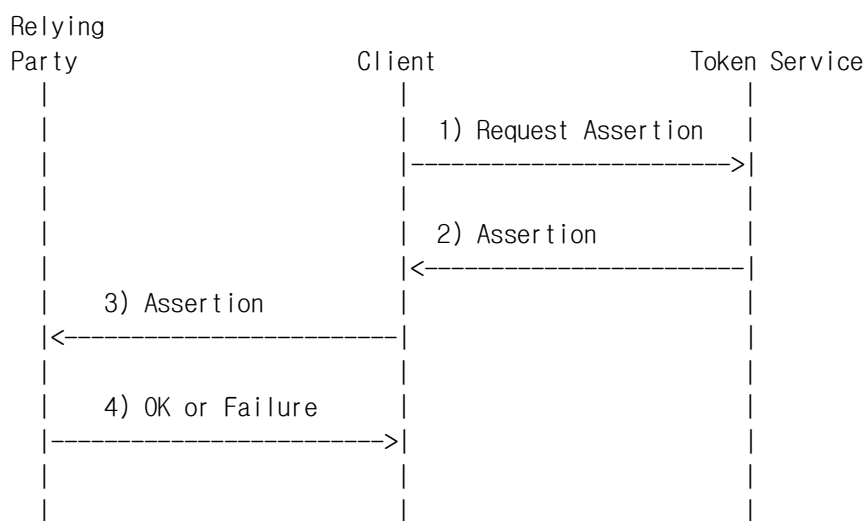 Relying
Party Client Token Service
1) Request Assertion
2) Assertion
3) Assertion
4) OK or Failure